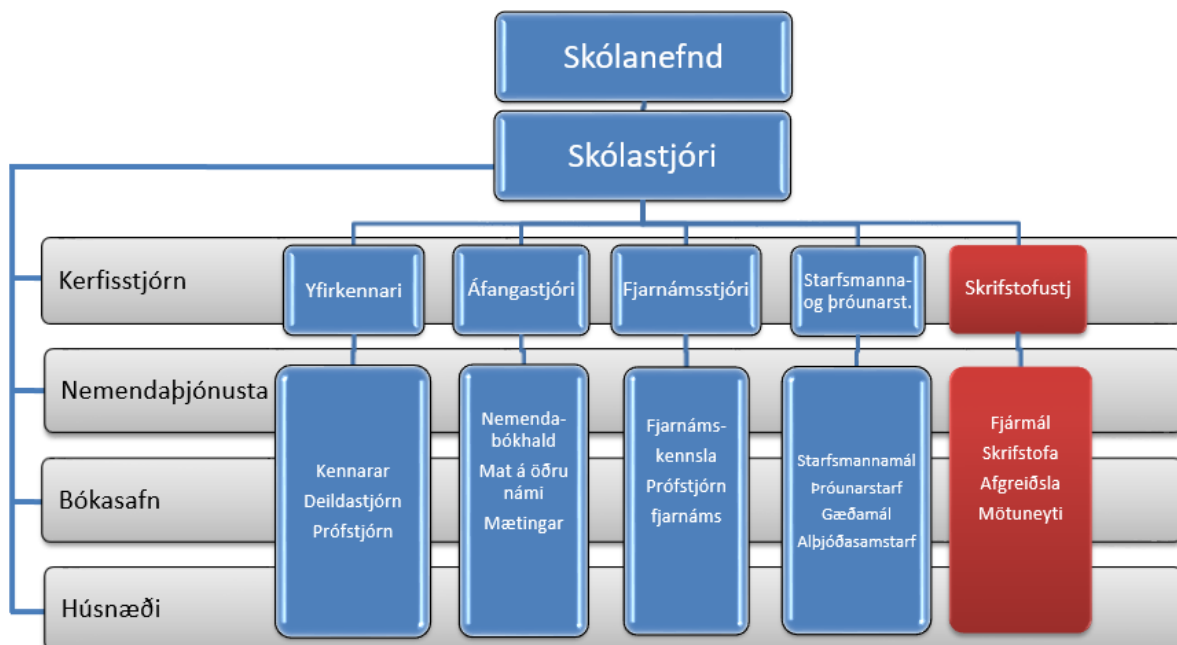 Skólanefnd
Skólastjóri
Kerfisstjórn
Yfirkennari
Áfangastjóri
Fjarnámsstjóri
Starfsmanna-
og þróunarst.
Skrifstofustj
Nemendaþjónusta
Bókasafn
Húsnæði
Kennarar
Deildastjórn
Prófstjórn
Nemenda-
bókhald
Mat á öðru
námi
Mætingar
Fjarnáms-
kennsla
Prófstjórn
fjarnáms
Starfsmannamál
Þróunarstarf
Gæðamál
Alþjóðasamstarf
Fjármál
Skrifstofa
Afgreiðsla
Mötuneyti